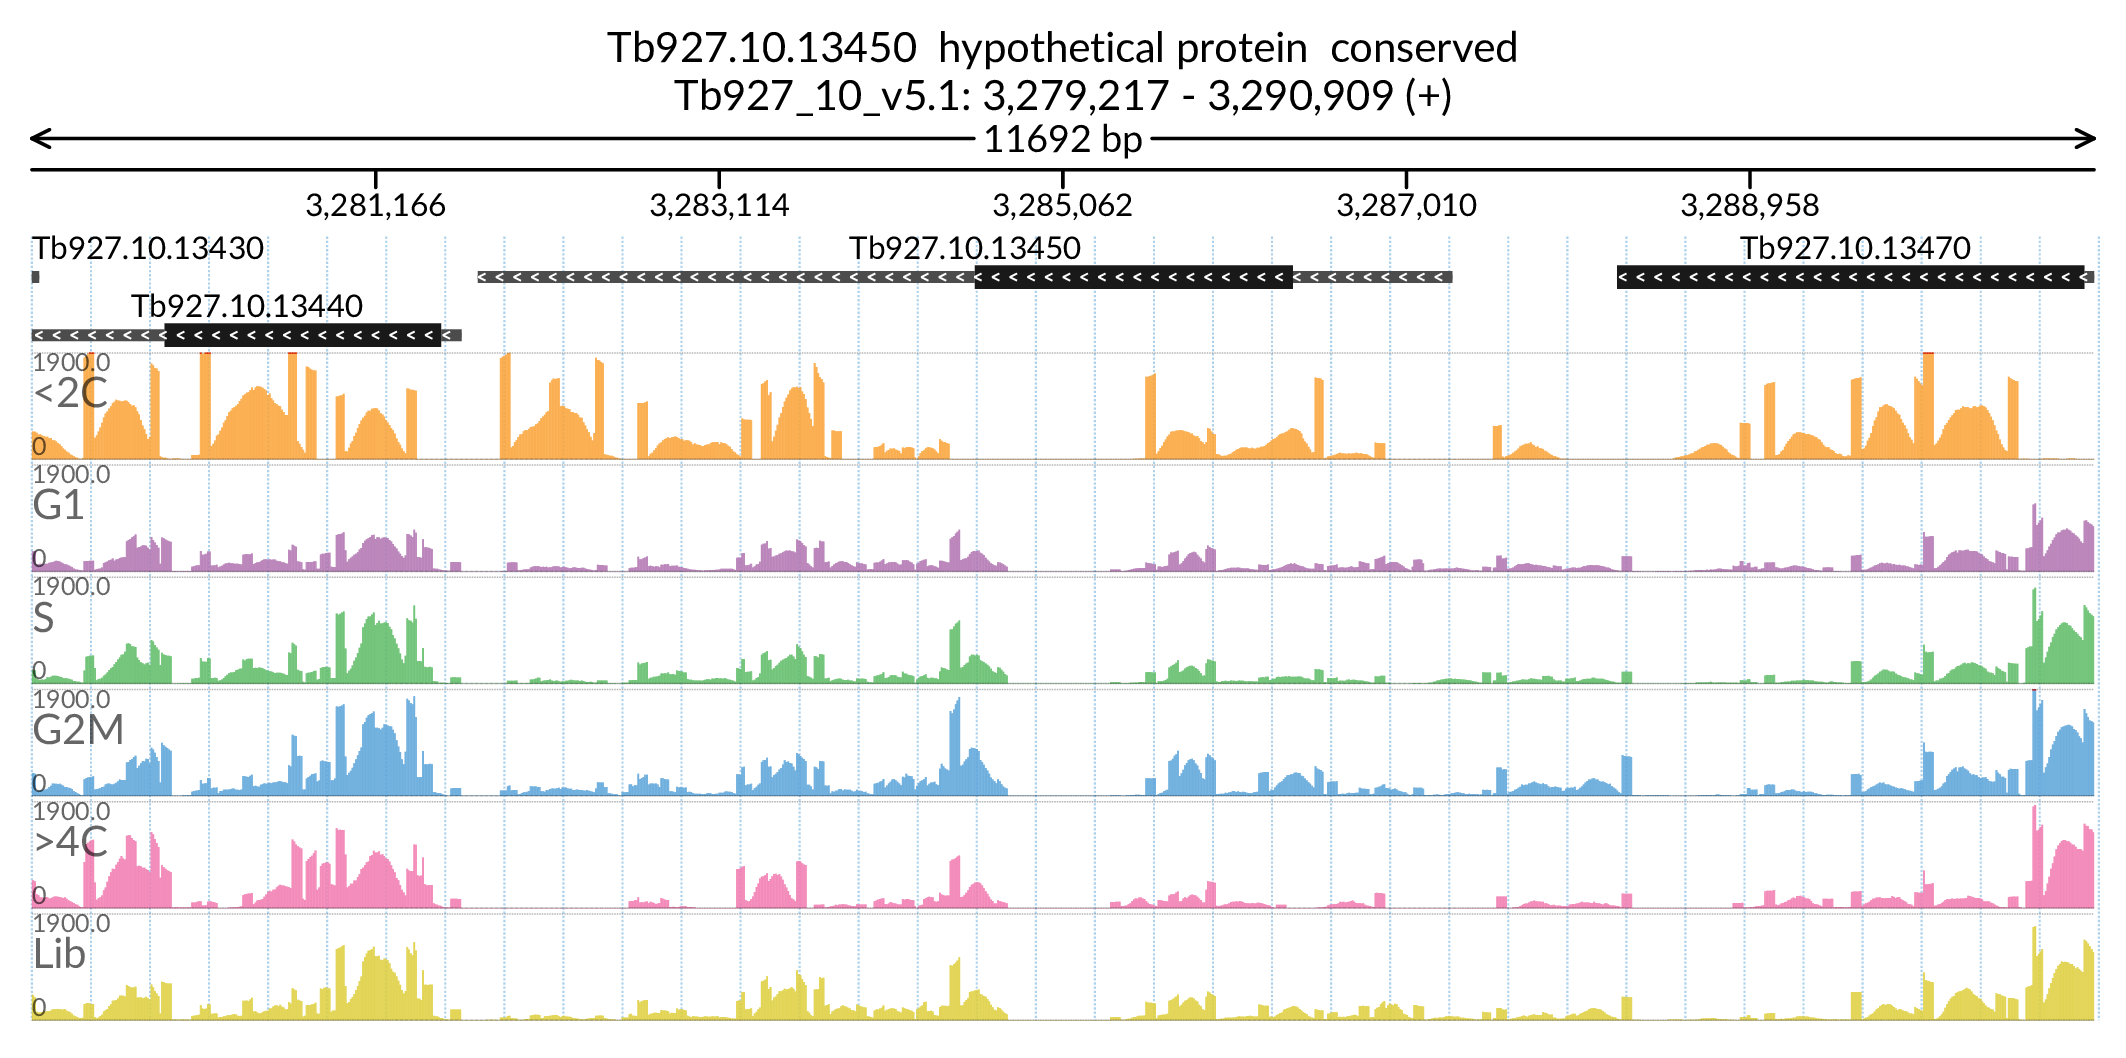 Tb927.10.13450  hypothetical protein  conserved
Tb927_10_v5.1: 3,279,217 - 3,290,909 (+)
11692 bp
3,281,166 3,283,114 3,285,062 3,287,010 3,288,958
Tb927.10.13430 Tb927.10.13450 Tb927.10.13470
Tb927.10.13440
1900.0
<2C
0
1900.0
G1
0
1900.0
S
0
1900.0
G2M
0
1900.0
>4C
0
1900.0
Lib
0